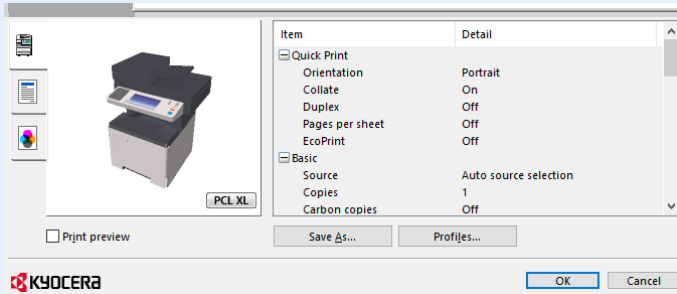 Item Detail
Quick Print
Orientation Portrait
Collate On
Duplex Off
Pages per sheet Off
EcoPrint Off
Basic
Source Auto source selection
Copies 1
Carbon copies Off
PCL XL
Print preview Save As... Profiles...
KYOCERA OK Cancel